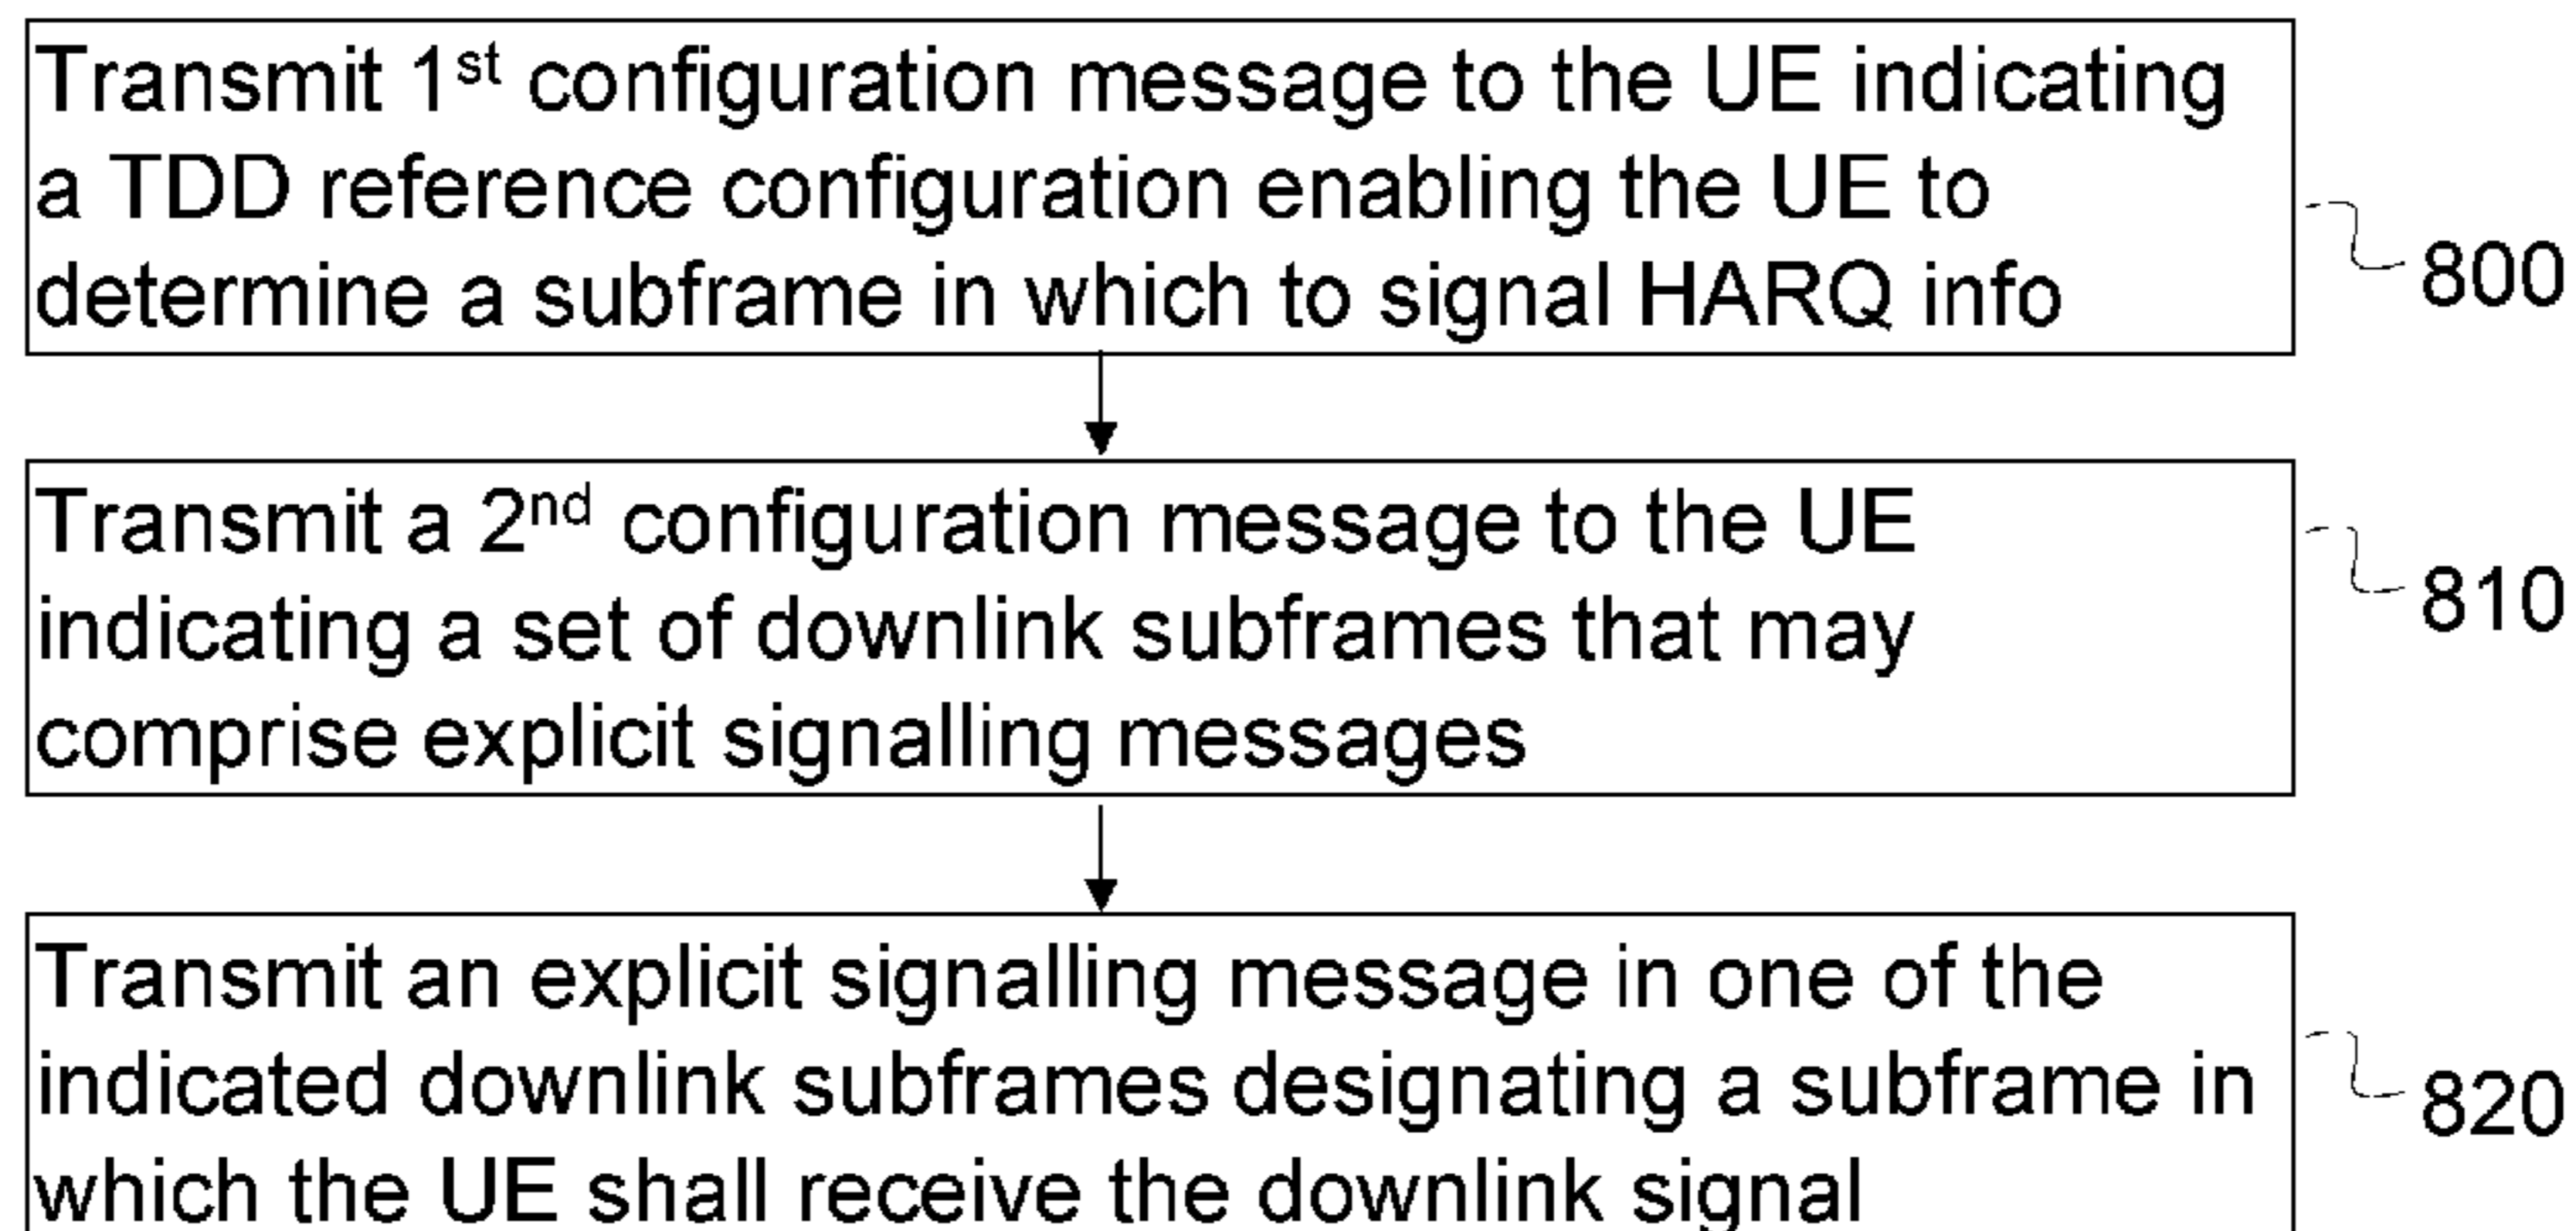 Transmit 1st configuration message to the UE indicating
a TDD reference configuration enabling the UE to
determine a subframe in which to signal HARQ info
800
Transmit a 2nd configuration message to the UE
indicating a set of downlink subframes that may
comprise explicit signalling messages
810
Transmit an explicit signalling message in one of the
indicated downlink subframes designating a subframe in
which the UE shall receive the downlink signal
820